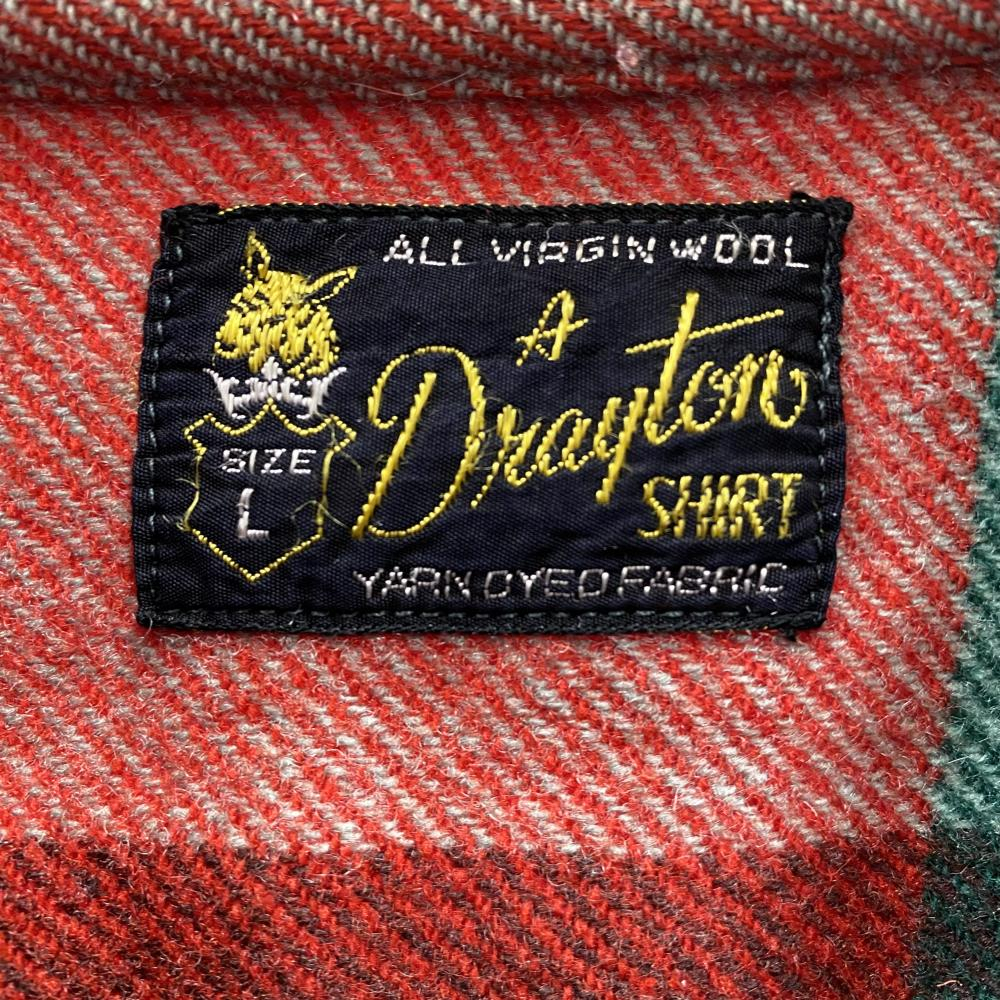 ALL VIRGIN WOOL
A
Drayton
SHIRT
SIZE
L
YARN DYED FABRIC